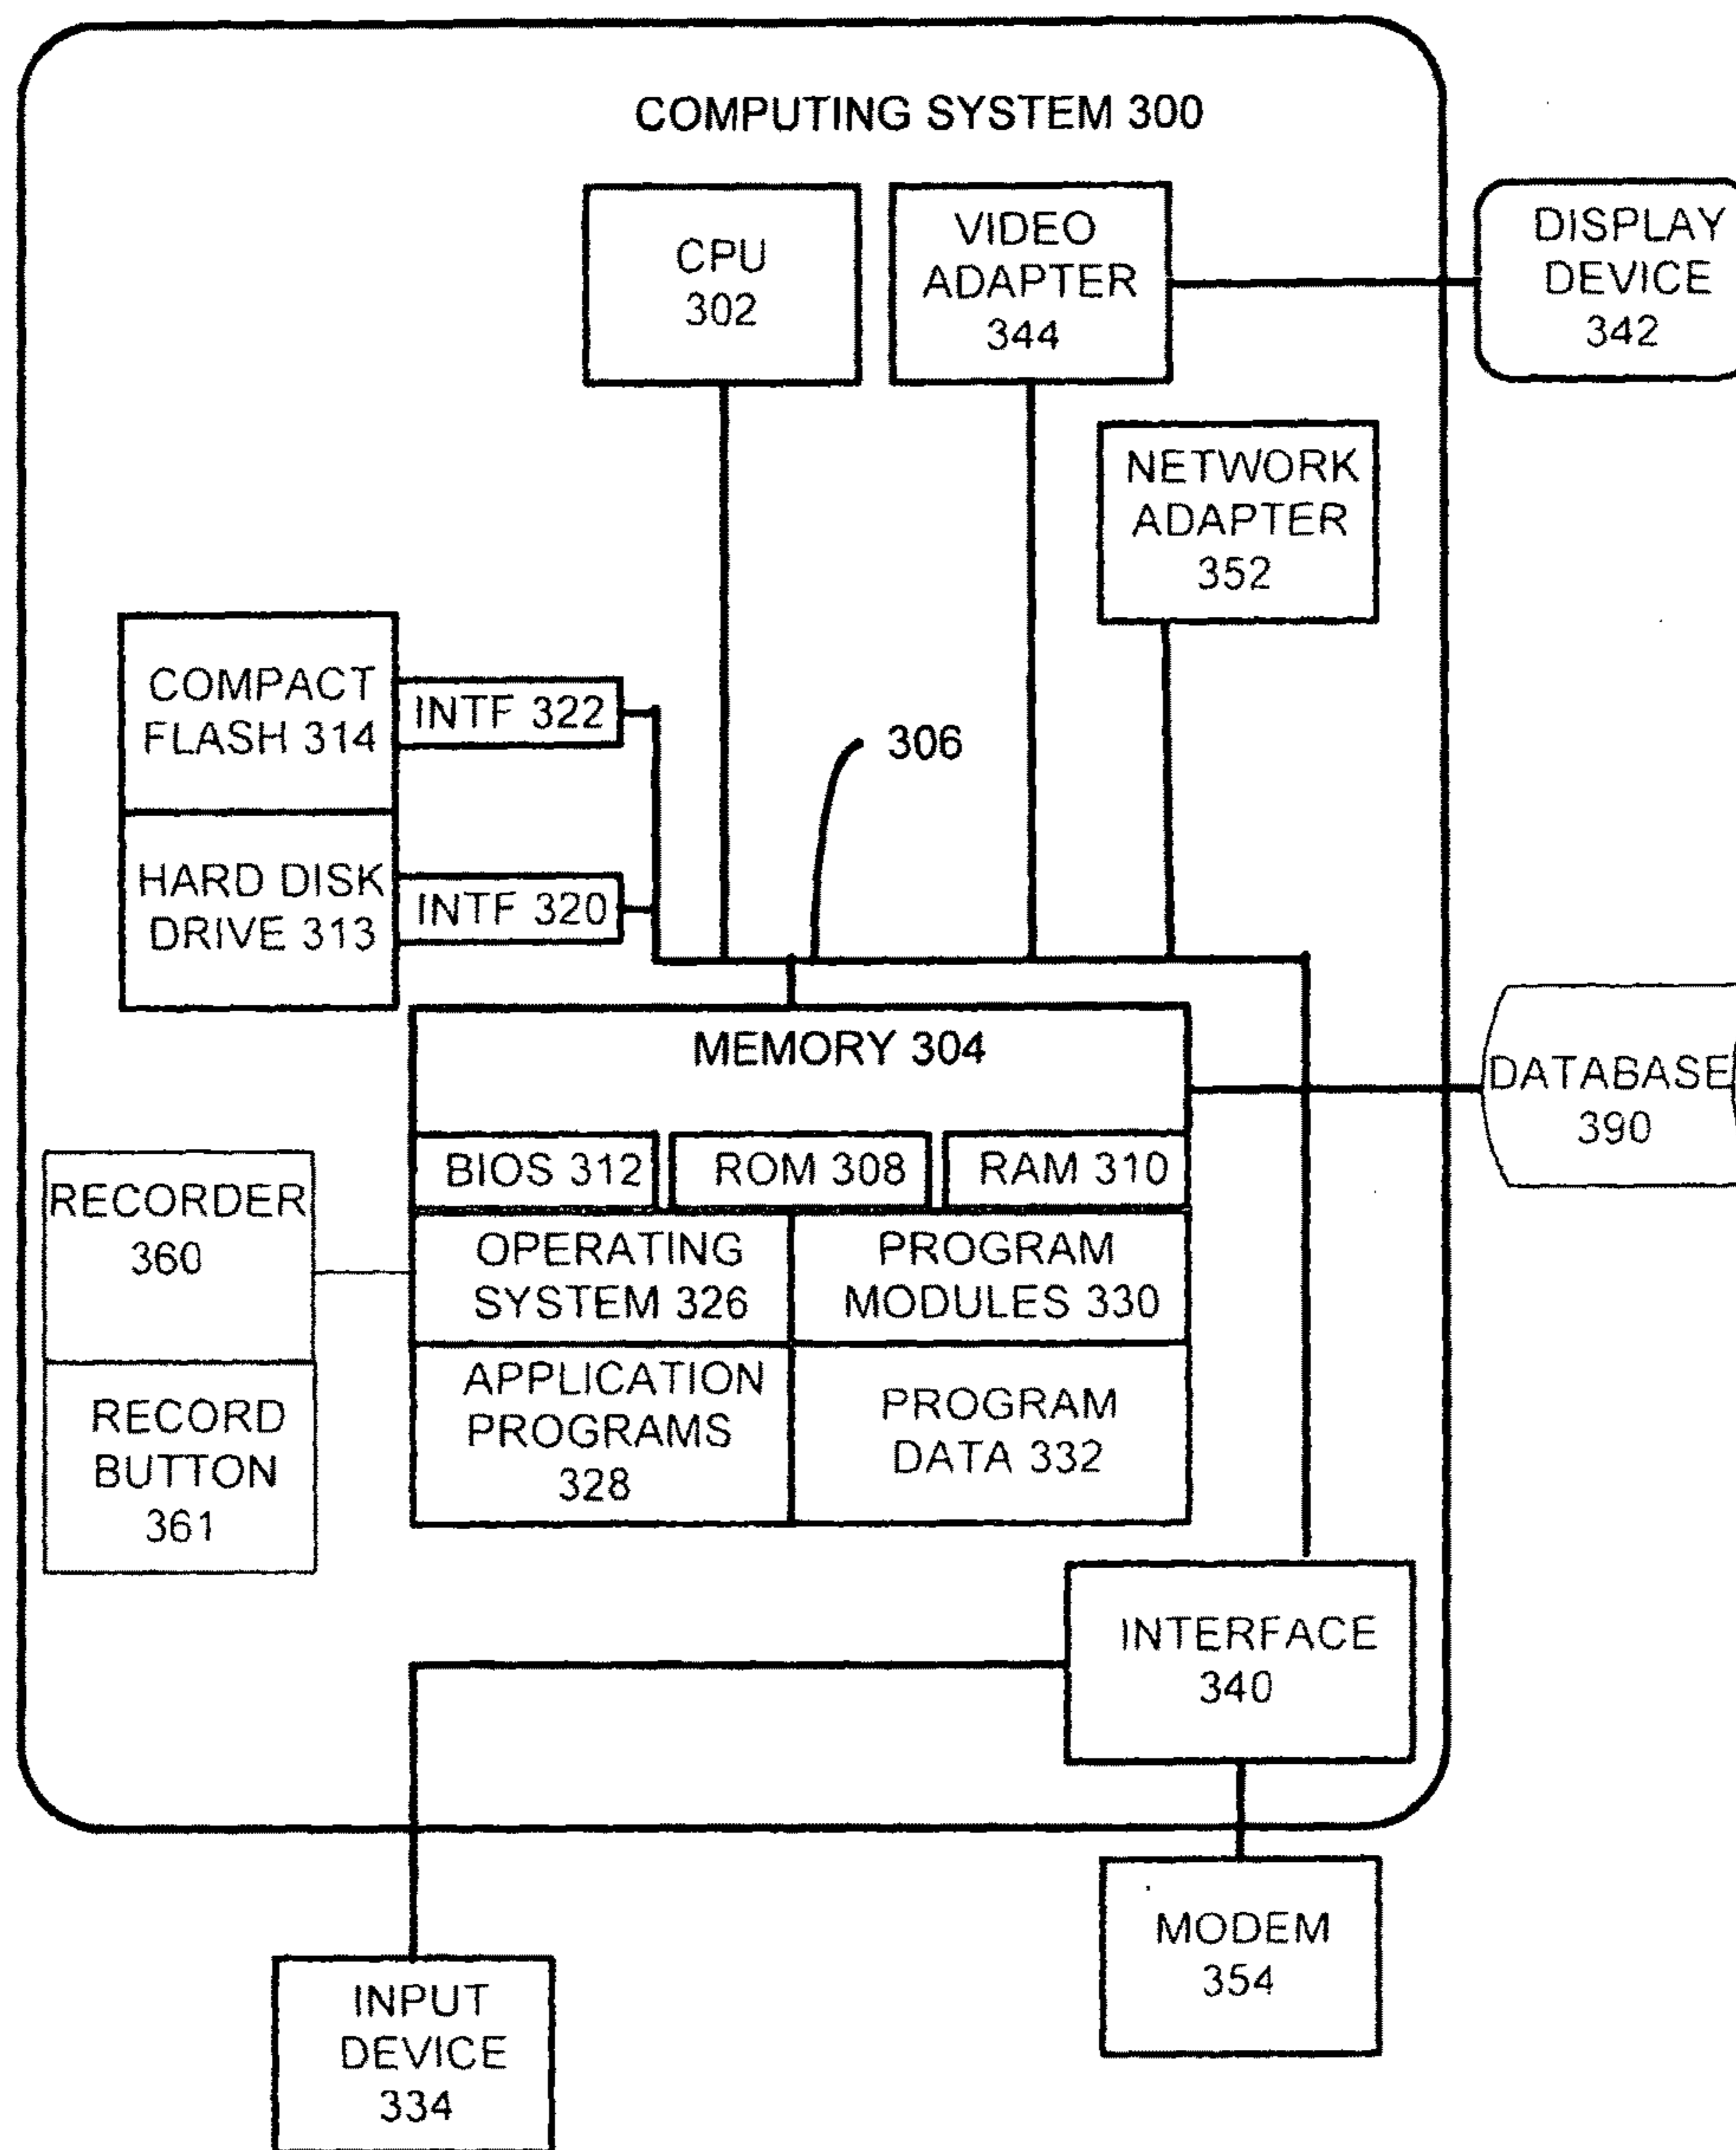 COMPUTING SYSTEM 300
CPU
302
VIDEO
ADAPTER
344
DISPLAY
DEVICE
342
NETWORK
ADAPTER
352
COMPACT
FLASH 314
INTF 322
306
HARD DISK
DRIVE 313
INTF 320
MEMORY 304
DATABASE
390
BIOS 312
ROM 308
RAM 310
RECORDER
360
OPERATING
SYSTEM 326
PROGRAM
MODULES 330
RECORD
BUTTON
361
APPLICATION
PROGRAMS
328
PROGRAM
DATA 332
INTERFACE
340
MODEM
354
INPUT
DEVICE
334